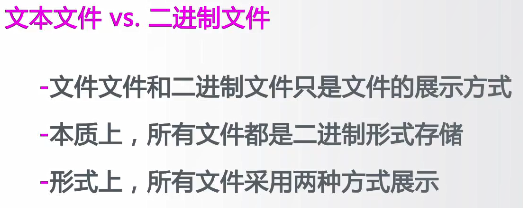 文本文件 vs. 二进制文件
-文件文件和二进制文件只是文件的展示方式
-本质上，所有文件都是二进制形式存储
-形式上，所有文件采用两种方式展示